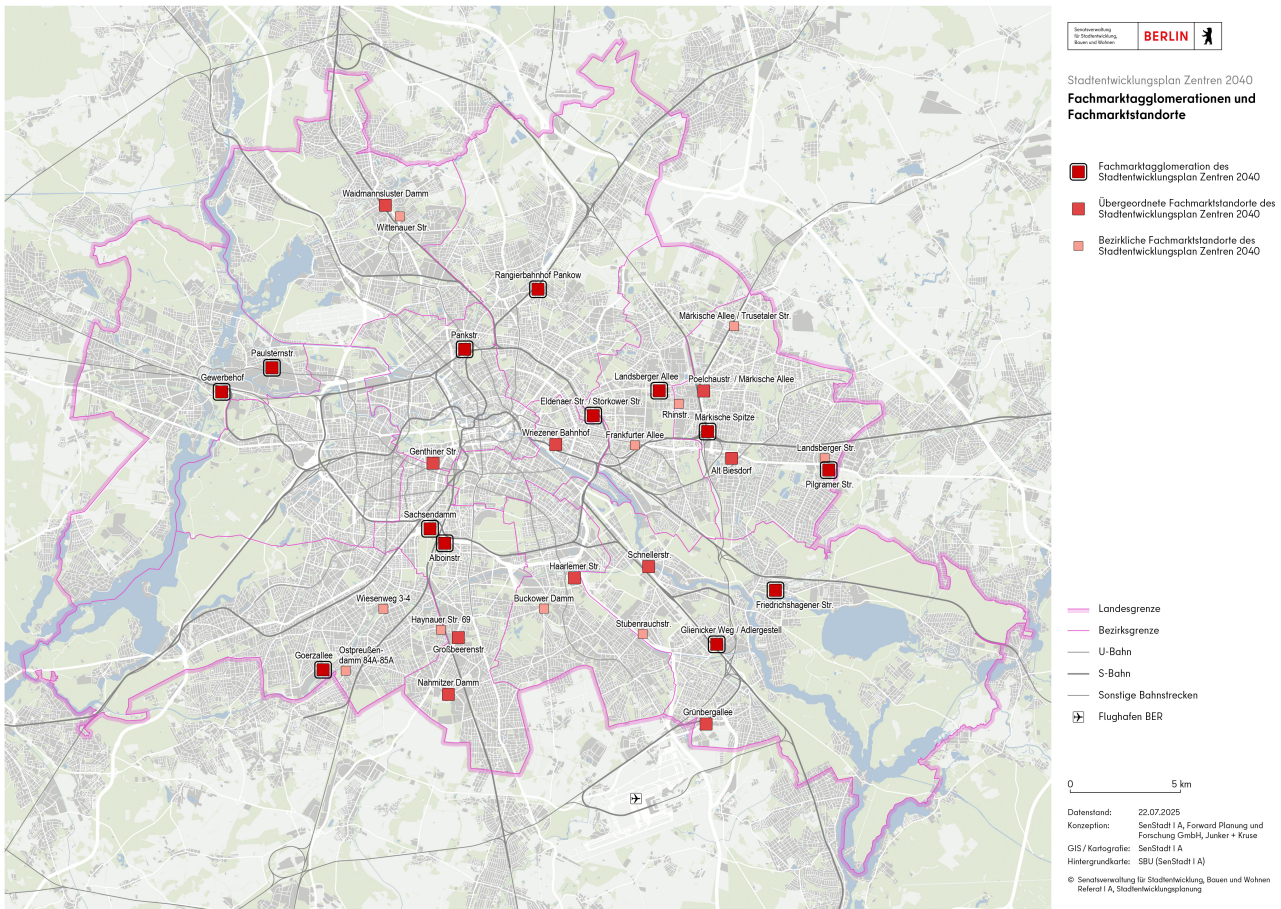 Senatsverwaltung
für Stadtentwicklung,
Bauen und Wohnen
BERLIN
Stadtentwicklungsplan Zentren 2040
Fachmarktagglomerationen und
Fachmarktstandorte
Fachmarktagglomeration des
Stadtentwicklungsplan Zentren 2040
Übergeordnete Fachmarktstandorte des
Stadtentwicklungsplan Zentren 2040
Bezirkliche Fachmarktstandorte des
Stadtentwicklungsplan Zentren 2040
Waidmannsluster Damm
Wittenauer Str.
Rangierbahnhof Pankow
Märkische Allee / Trusetaler Str.
Pankstr.
Paulsternstr.
Gewerbehof
Landsberger Allee
Poelchaustr. / Märkische Allee
Eldenaer Str. / Storkower Str.
Rhinstr.
Märkische Spitze
Wriezener Bahnhof
Frankfurter Allee
Genthiner Str.
Landsberger Str.
Alt Biesdorf
Pilgramer Str.
Sachsendamm
Alboinstr.
Schnellerstr.
Haarlemer Str.
Friedrichshagener Str.
Wiesenweg 3-4
Buckower Damm
Haynauer Str. 69
Stubenrauchstr.
Glienicker Weg / Adlergestell
Großbeerenstr.
Goerzallee
Ostpreußen-
damm 84A-85A
Nahmitzer Damm
Grünbergallee
Landesgrenze
Bezirksgrenze
U-Bahn
S-Bahn
Sonstige Bahnstrecken
Flughafen BER
0 5 km
Datenstand: 22.07.2025
Konzeption: SenStadt I A, Forward Planung und
Forschung GmbH, Junker + Kruse
GIS / Kartografie: SenStadt I A
Hintergrundkarte: SBU (SenStadt I A)
© Senatsverwaltung für Stadtentwicklung, Bauen und Wohnen
Referat I A, Stadtentwicklungsplanung